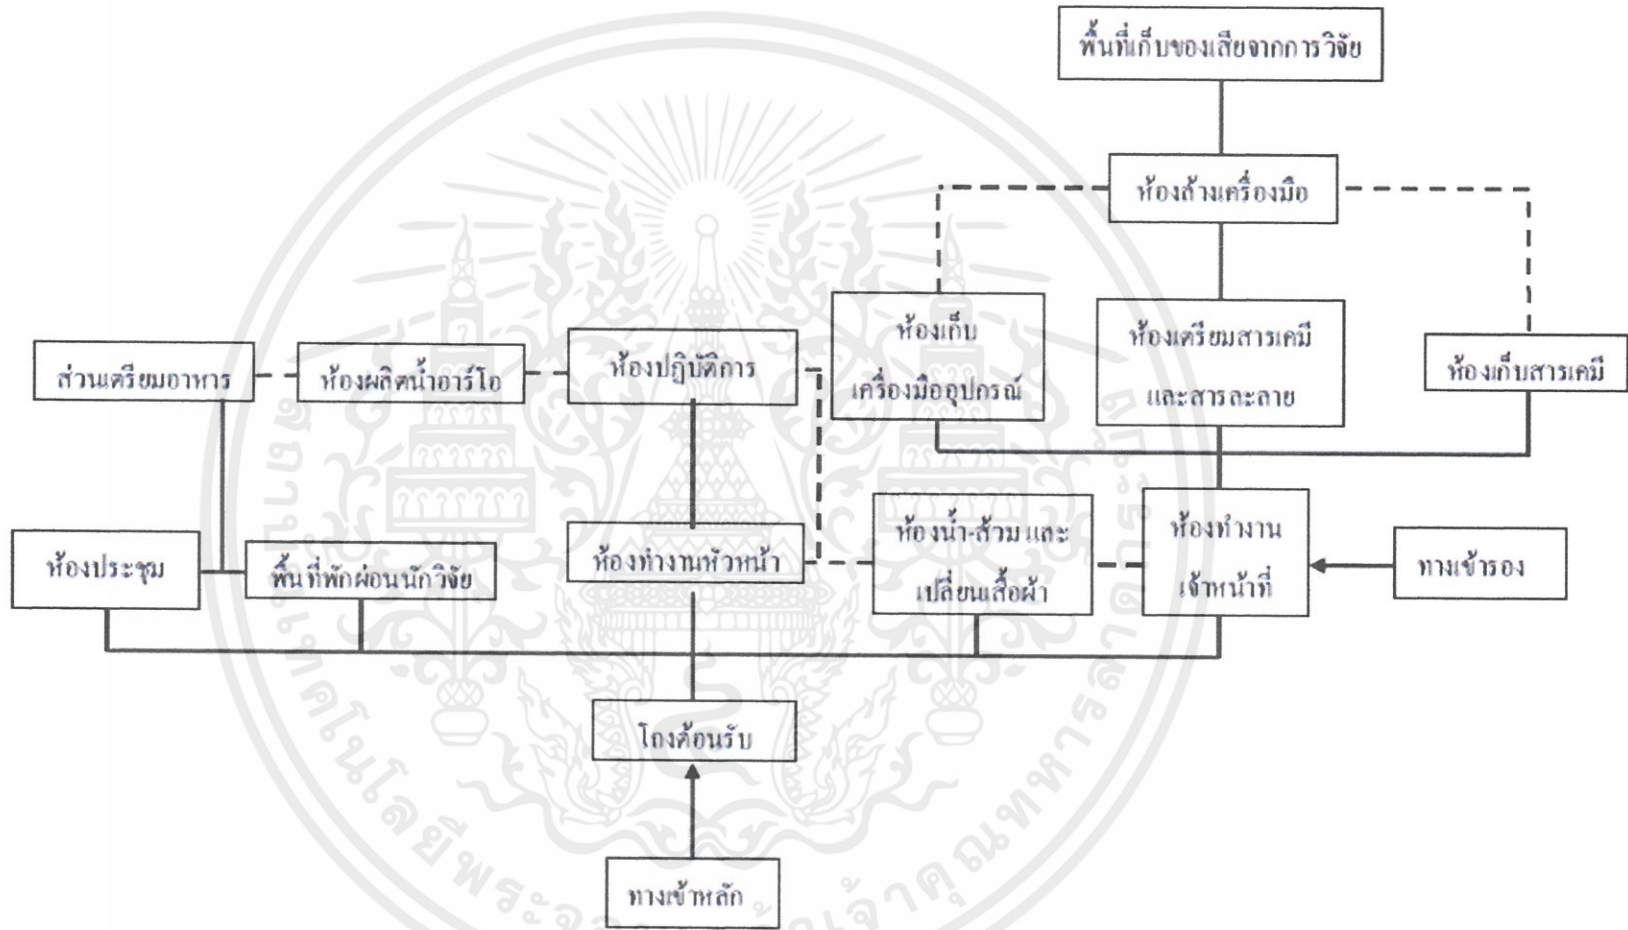 พื้นที่เก็บของเสียจากการวิจัย
ห้องล้างเครื่องมือ
ห้องเก็บ
เครื่องมืออุปกรณ์
ห้องเตรียมสารเคมี
และสารละลาย
ห้องเก็บสารเคมี
ส่วนเตรียมอาหาร
ห้องผลิตน้ำอาร์โอ
ห้องปฏิบัติการ
ห้องประชุม
พื้นที่พักผ่อนนักวิจัย
ห้องทำงานหัวหน้า
ห้องน้ำ-ส้วม และ
เปลี่ยนเสื้อผ้า
ห้องทำงาน
เจ้าหน้าที่
ทางเข้ารอง
โถงต้อนรับ
ทางเข้าหลัก